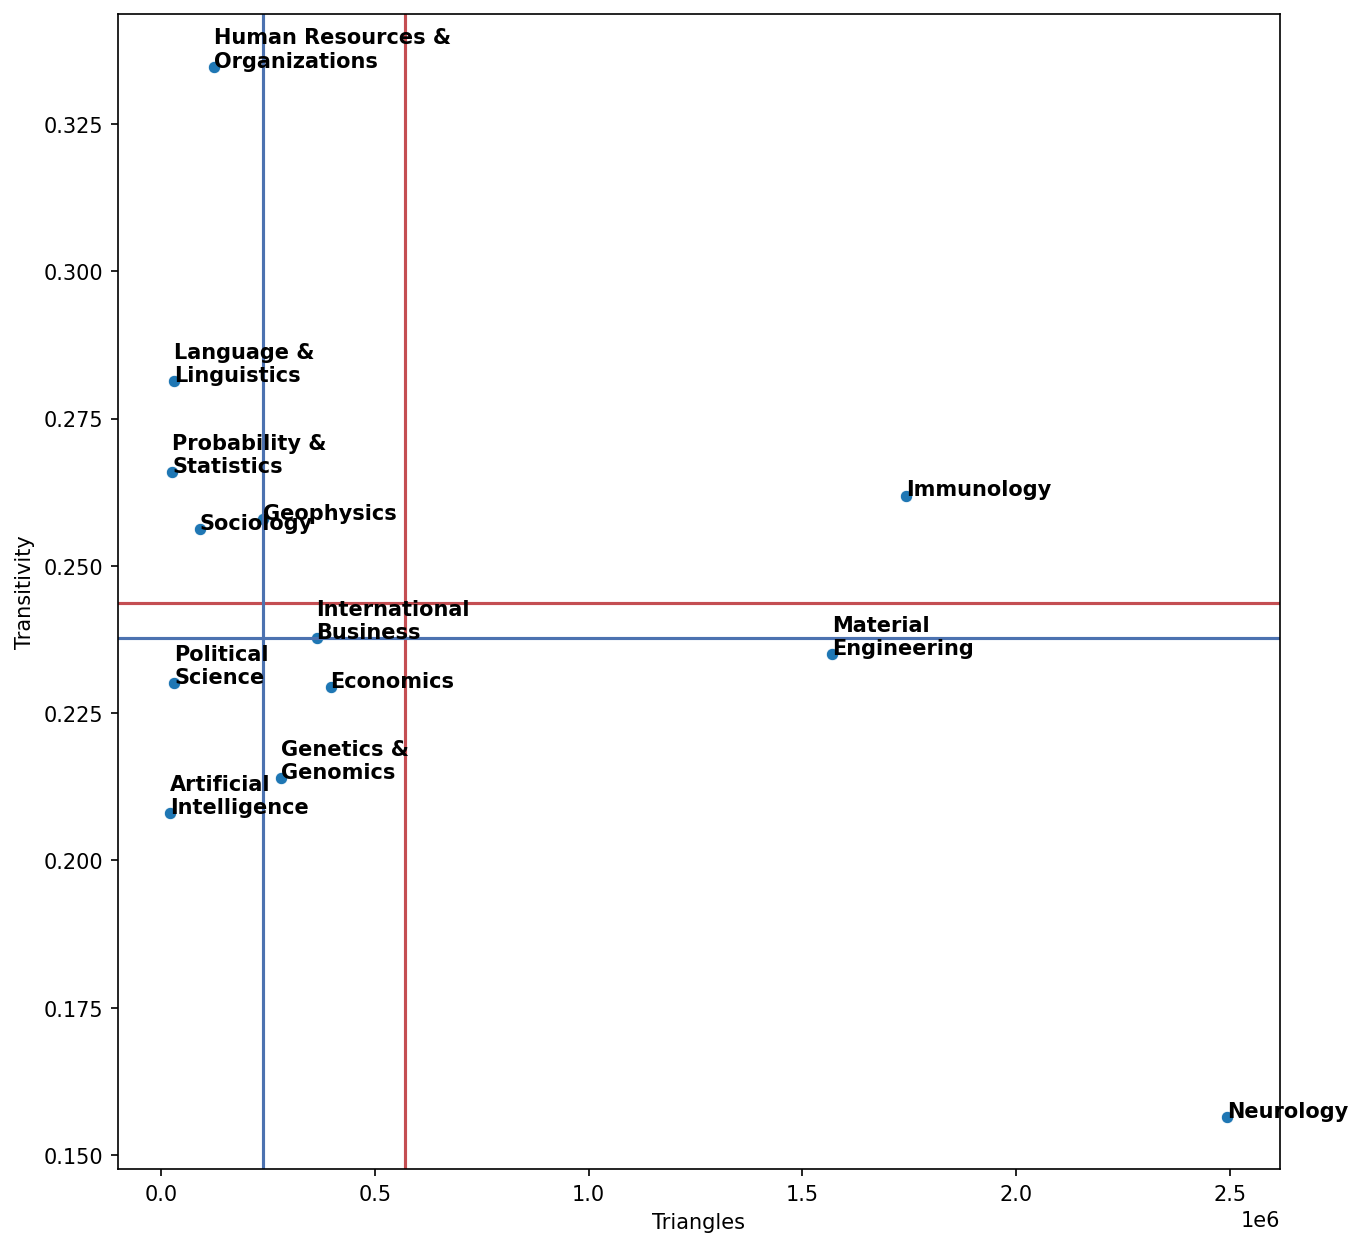 Human Resources &
Organizations
0.325
0.300
Language &
Linguistics
0.275
Probability &
Statistics
Immunology
Geophysics
Sociology
0.250
Transitivity
International
Business
Material
Engineering
Political
Science
Economics
0.225
Genetics &
Genomics
Artificial
Intelligence
0.200
0.175
Neurology
0.150
0.0 0.5 1.0 1.5 2.0 2.5
Triangles
1e6